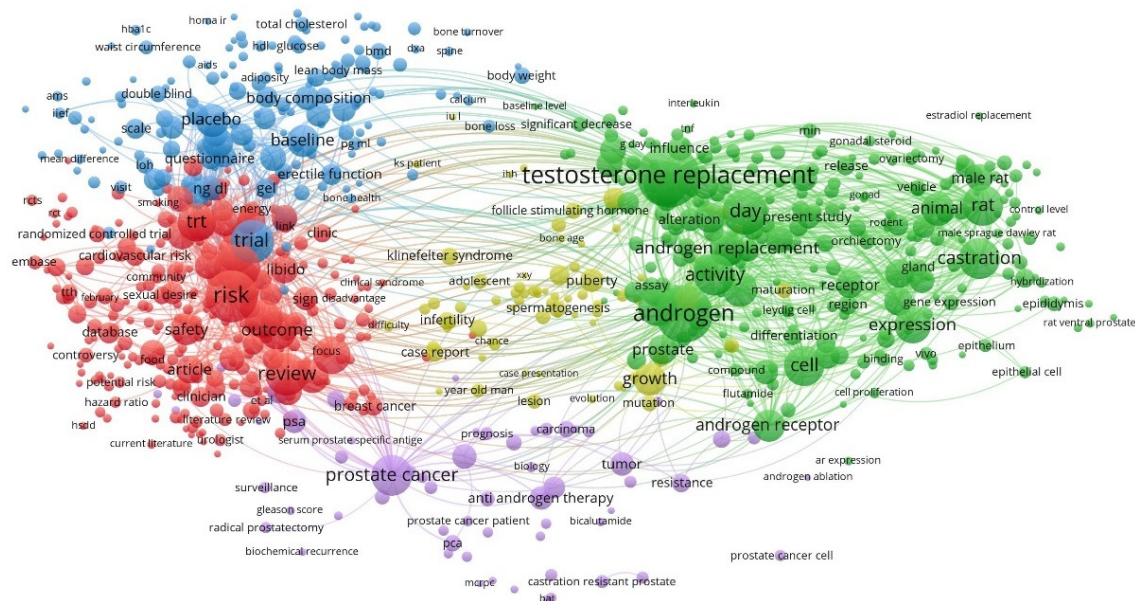 homa ir
hba1c
total cholesterol
waist circumference
hdl
glucose
bone turnover
bmd
dxa
spine
aids
adiposity
lean body mass
body weight
ams
double blind
body composition
calcium
baseline level
interleukin
estradiol replacement
iief
scale
placebo
iu l
bone loss
significant decrease
tnf
g day
influence
min
gonadal steroid
baseline
pg ml
mean difference
loh
questionnaire
ks patient
release
ovariectomy
visit
ng dl
gel
erectile function
ihh
testosterone replacement
vehicle
male rat
rcts
smoking
bone health
gonad
rct
energy
trt
link
follicle stimulating hormone
alteration
day
present study
rodent
animal
rat
control level
randomized controlled trial
trial
clinic
bone age
androgen replacement
orchiectomy
male sprague dawley rat
embase
cardiovascular risk
klinefelter syndrome
castration
community
libido
adolescent
xxy
puberty
activity
receptor
gland
tth
february
sexual desire
clinical syndrome
assay
maturation
region
hybridization
risk
sign
disadvantage
spermatogenesis
leydig cell
gene expression
epididymis
database
safety
outcome
difficulty
infertility
androgen
differentiation
expression
rat ventral prostate
chance
controversy
food
focus
case report
prostate
binding
vivo
epithelium
potential risk
article
review
case presentation
growth
compound
cell
epithelial cell
hazard ratio
clinician
et al
breast cancer
year old man
evolution
lesion
mutation
flutamide
cell proliferation
hsdd
literature review
psa
androgen receptor
current literature
urologist
serum prostate specific antige
prognosis
carcinoma
prostate cancer
biology
tumor
ar expression
surveillance
anti androgen therapy
resistance
androgen ablation
gleason score
radical prostatectomy
prostate cancer patient
bicalutamide
biochemical recurrence
pca
prostate cancer cell
mcrpc
castration resistant prostate
bat